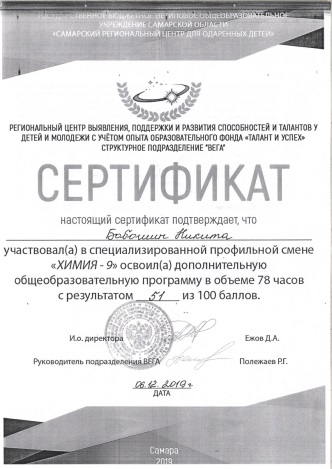 ГОСУДАРСТВЕННОЕ БЮДЖЕТНОЕ НЕТИПОВОЕ ОБЩЕОБРАЗОВАТЕЛЬНОЕ
УЧРЕЖДЕНИЕ САМАРСКОЙ ОБЛАСТИ
«САМАРСКИЙ РЕГИОНАЛЬНЫЙ ЦЕНТР ДЛЯ ОДАРЕННЫХ ДЕТЕЙ»
РЕГИОНАЛЬНЫЙ ЦЕНТР ВЫЯВЛЕНИЯ, ПОДДЕРЖКИ И РАЗВИТИЯ СПОСОБНОСТЕЙ И ТАЛАНТОВ У
ДЕТЕЙ И МОЛОДЕЖИ С УЧЁТОМ ОПЫТА ОБРАЗОВАТЕЛЬНОГО ФОНДА «ТАЛАНТ И УСПЕХ»
СТРУКТУРНОЕ ПОДРАЗДЕЛЕНИЕ "ВЕГА"
СЕРТИФИКАТ
настоящий сертификат подтверждает, что
Бабошин Никита
участвовал(а) в специализированной профильной смене
«ХИМИЯ - 9» освоил(а) дополнительную
общеобразовательную программу в объеме 78 часов
с результатом 51 из 100 баллов.
И.о. директора Ежов Д.А.
Руководитель подразделения ВЕГА Полежаев Р.Г.
06.12.2019 г
ДАТА
Самара
2019